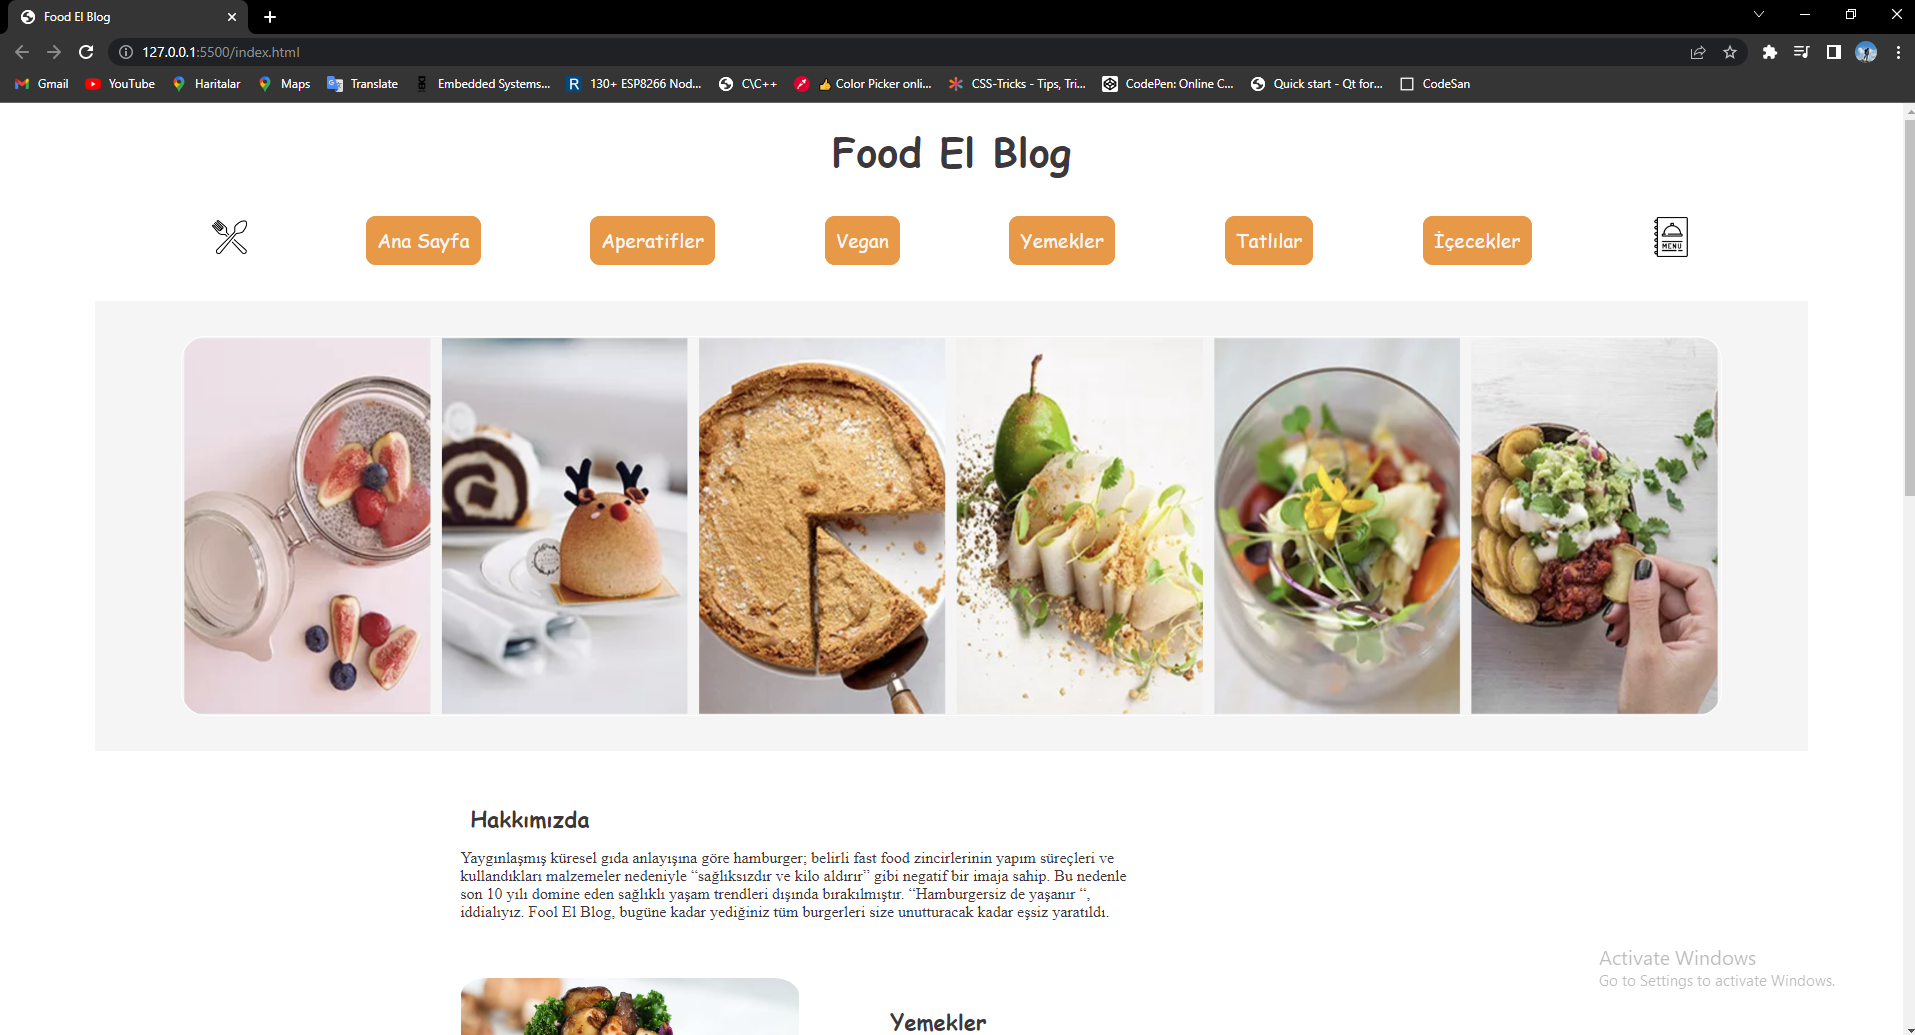 Food El Blog
127.0.0.1:5500/index.html
Gmail YouTube Haritalar Maps Translate Embedded Systems... R 130+ ESP8266 Nod... C\C++ Color Picker onli... CSS-Tricks - Tips, Tri... CodePen: Online C... Quick start - Qt for... CodeSan
Food El Blog
Ana Sayfa Aperatifler Vegan Yemekler Tatlılar İçecekler MENU
Hakkımızda
Yaygınlaşmış küresel gıda anlayışına göre hamburger; belirli fast food zincirlerinin yapım süreçleri ve
kullandıkları malzemeler nedeniyle “sağlıksızdır ve kilo aldırır” gibi negatif bir imaja sahip. Bu nedenle
son 10 yılı domine eden sağlıklı yaşam trendleri dışında bırakılmıştır. “Hamburgersiz de yaşanır “,
iddialıyız. Fool El Blog, bugüne kadar yediğiniz tüm burgerleri size unutturacak kadar eşsiz yaratıldı.
Activate Windows
Go to Settings to activate Windows.
Yemekler